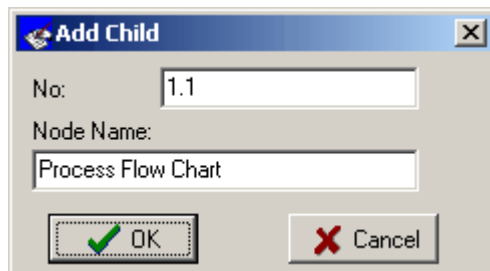 Add Child
No: 1.1
Node Name:
Process Flow Chart
OK Cancel